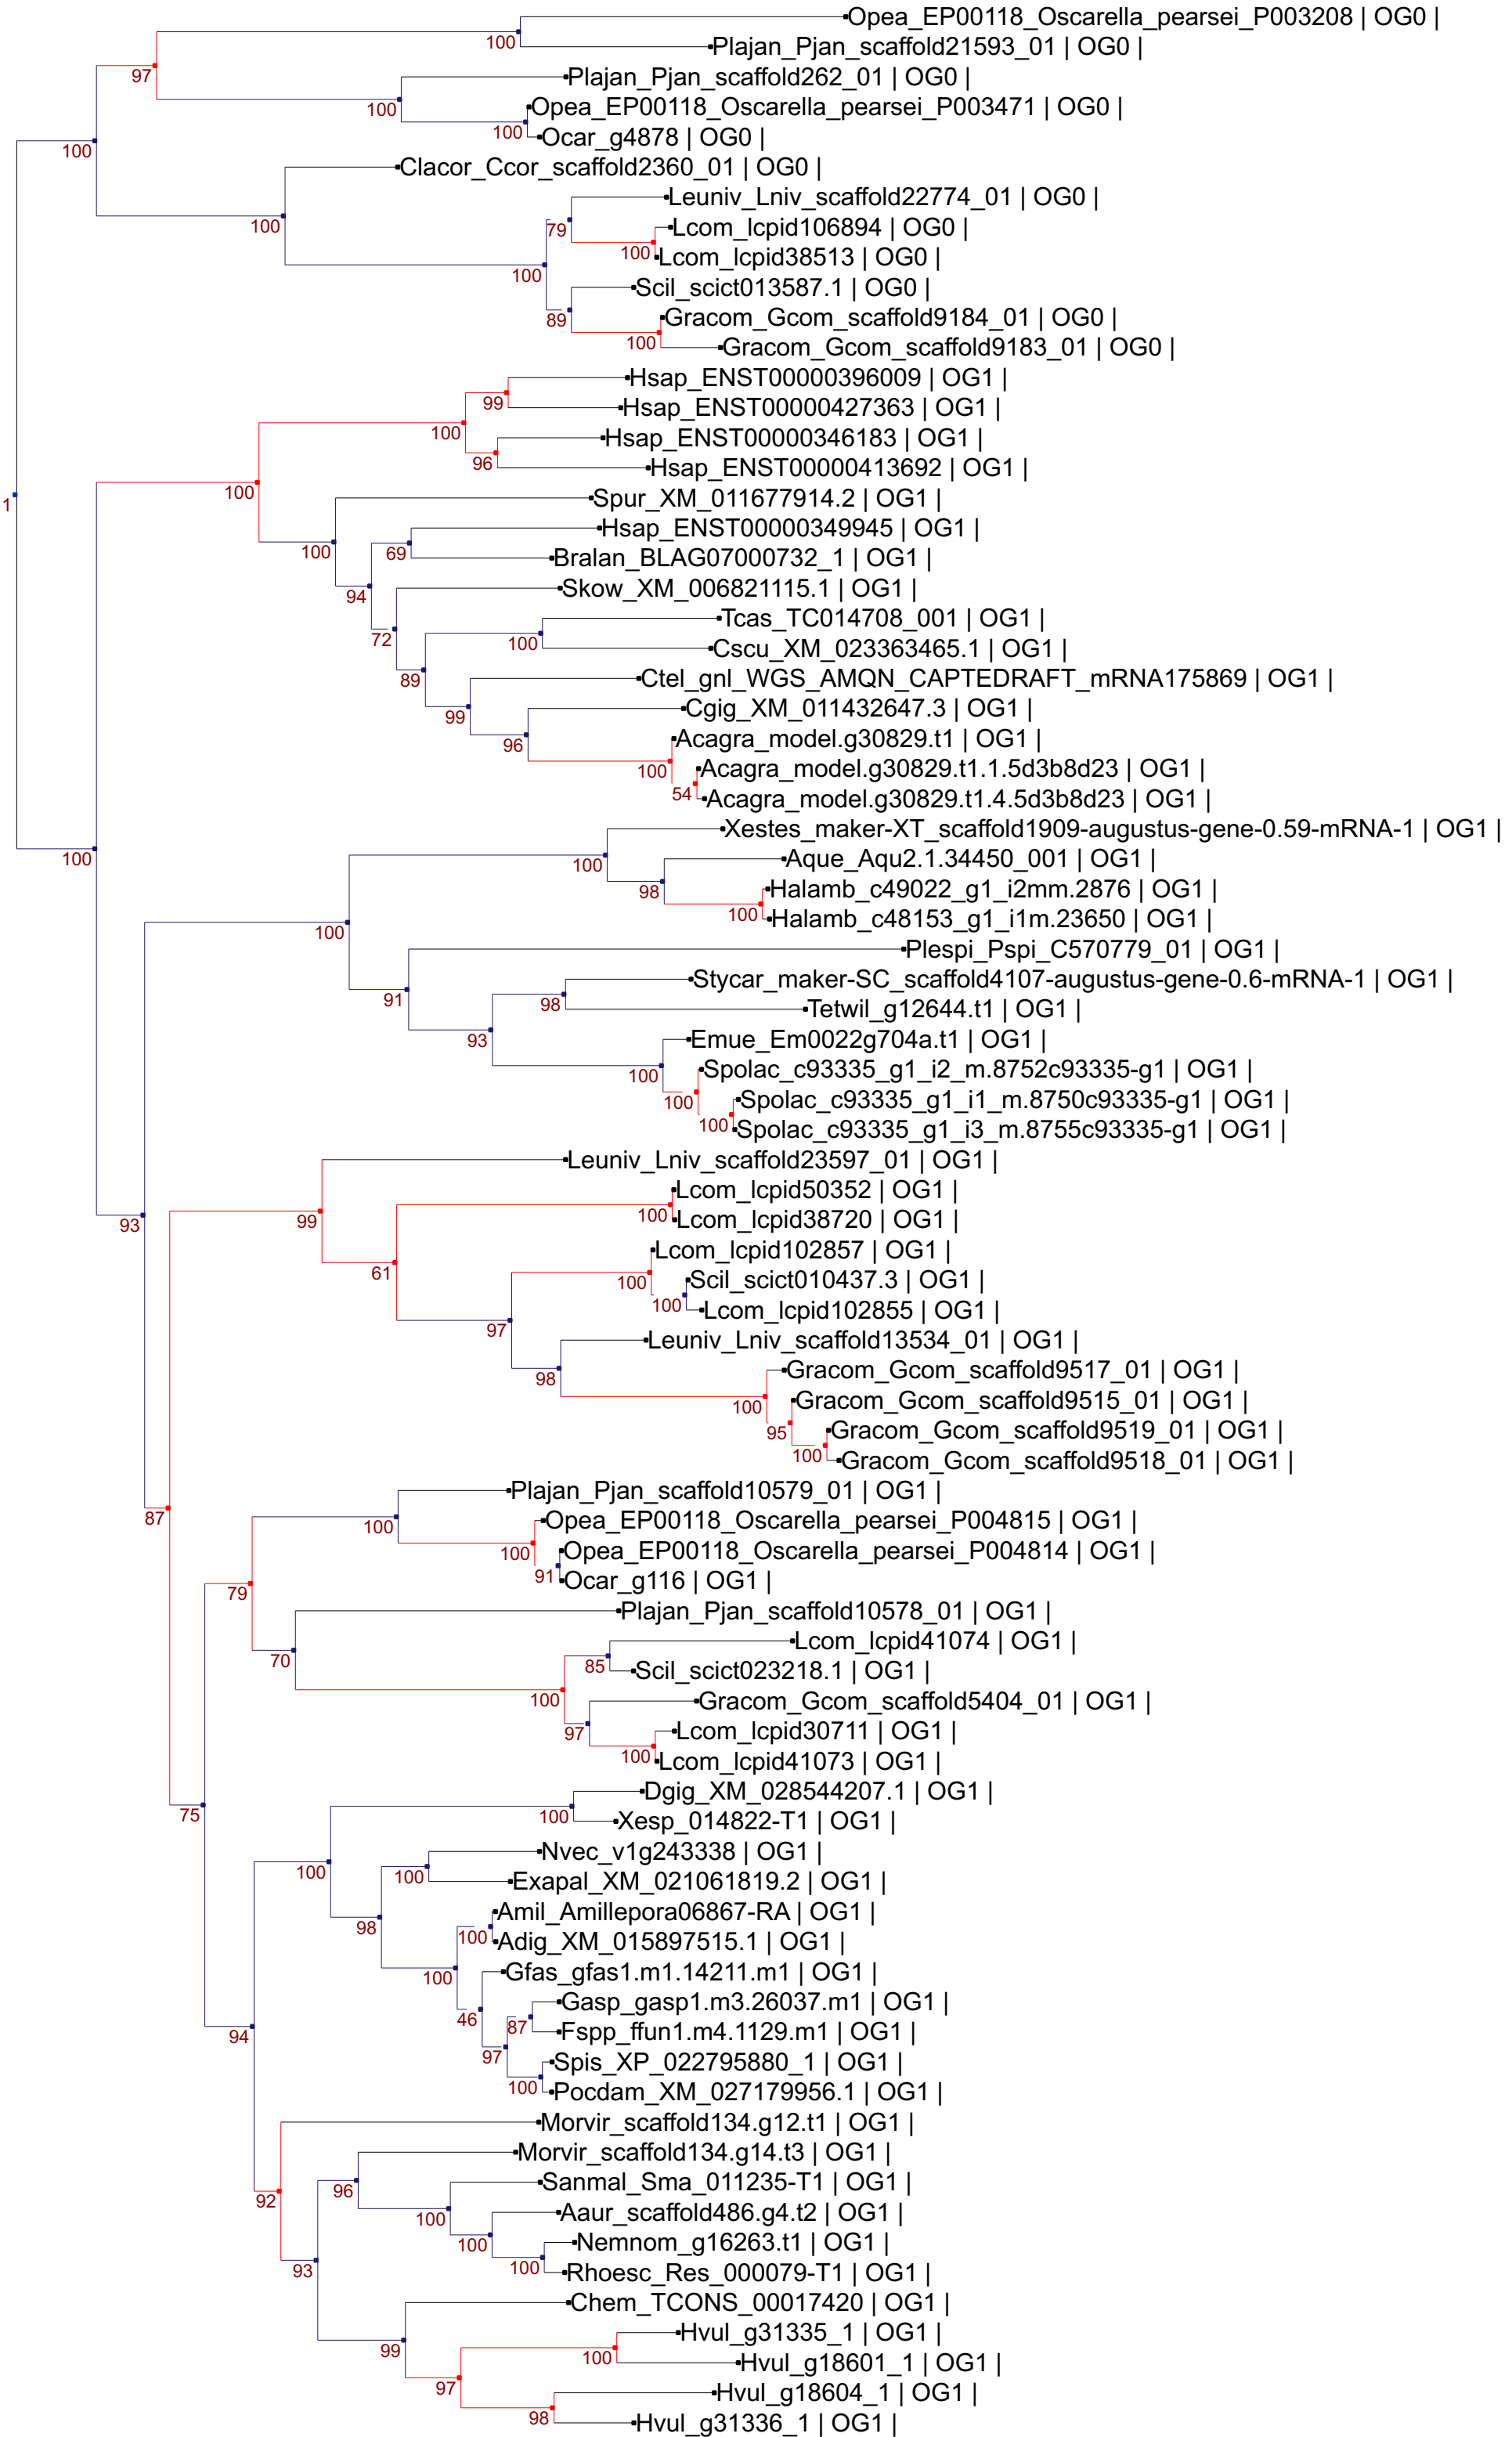 Opea_EP00118_Oscarella_pearsei_P003208 | OG0 |
100
Plajan_Pjan_scaffold21593_01 | OG0 |
97
Plajan_Pjan_scaffold262_01 | OG0 |
100
Opea_EP00118_Oscarella_pearsei_P003471 | OG0 |
100
Ocar_g4878 | OG0 |
100
Clacor_Ccor_scaffold2360_01 | OG0 |
100
Leuniv_Lniv_scaffold22774_01 | OG0 |
79
Lcom_lcpid106894 | OG0 |
100
Lcom_lcpid38513 | OG0 |
100
Scil_scict013587.1 | OG0 |
89
Gracom_Gcom_scaffold9184_01 | OG0 |
100
Gracom_Gcom_scaffold9183_01 | OG0 |
Hsap_ENST00000396009 | OG1 |
99
Hsap_ENST00000427363 | OG1 |
100
Hsap_ENST00000346183 | OG1 |
96
Hsap_ENST00000413692 | OG1 |
100
1
Spur_XM_011677914.2 | OG1 |
100
Hsap_ENST00000349945 | OG1 |
69
Bralan_BLAG07000732_1 | OG1 |
94
Skow_XM_006821115.1 | OG1 |
72
Tcas_TC014708_001 | OG1 |
100
Cscu_XM_023363465.1 | OG1 |
89
Ctel_gnl_WGS_AMQN_CAPTEDRAFT_mRNA175869 | OG1 |
99
Cgig_XM_011432647.3 | OG1 |
96
Acagra_model.g30829.t1 | OG1 |
100
Acagra_model.g30829.t1.1.5d3b8d23 | OG1 |
54
Acagra_model.g30829.t1.4.5d3b8d23 | OG1 |
Xestes_maker-XT_scaffold1909-augustus-gene-0.59-mRNA-1 | OG1 |
100
100
Aque_Aqu2.1.34450_001 | OG1 |
98
Halamb_c49022_g1_i2mm.2876 | OG1 |
100
Halamb_c48153_g1_i1m.23650 | OG1 |
100
Plespi_Pspi_C570779_01 | OG1 |
91
Stycar_maker-SC_scaffold4107-augustus-gene-0.6-mRNA-1 | OG1 |
98
Tetwil_g12644.t1 | OG1 |
93
Emue_Em0022g704a.t1 | OG1 |
100
Spolac_c93335_g1_i2_m.8752c93335-g1 | OG1 |
100
Spolac_c93335_g1_i1_m.8750c93335-g1 | OG1 |
100
Spolac_c93335_g1_i3_m.8755c93335-g1 | OG1 |
Leuniv_Lniv_scaffold23597_01 | OG1 |
Lcom_lcpid50352 | OG1 |
100
Lcom_lcpid38720 | OG1 |
99
93
Lcom_lcpid102857 | OG1 |
61
100
Scil_scict010437.3 | OG1 |
100
Lcom_lcpid102855 | OG1 |
97
Leuniv_Lniv_scaffold13534_01 | OG1 |
98
Gracom_Gcom_scaffold9517_01 | OG1 |
100
Gracom_Gcom_scaffold9515_01 | OG1 |
95
Gracom_Gcom_scaffold9519_01 | OG1 |
100
Gracom_Gcom_scaffold9518_01 | OG1 |
Plajan_Pjan_scaffold10579_01 | OG1 |
87
100
Opea_EP00118_Oscarella_pearsei_P004815 | OG1 |
100
Opea_EP00118_Oscarella_pearsei_P004814 | OG1 |
91
Ocar_g116 | OG1 |
79
Plajan_Pjan_scaffold10578_01 | OG1 |
Lcom_lcpid41074 | OG1 |
70
85
Scil_scict023218.1 | OG1 |
100
Gracom_Gcom_scaffold5404_01 | OG1 |
97
Lcom_lcpid30711 | OG1 |
100
Lcom_lcpid41073 | OG1 |
Dgig_XM_028544207.1 | OG1 |
75
100
Xesp_014822-T1 | OG1 |
Nvec_v1g243338 | OG1 |
100
100
Exapal_XM_021061819.2 | OG1 |
Amil_Amillepora06867-RA | OG1 |
98
100
Adig_XM_015897515.1 | OG1 |
100
Gfas_gfas1.m1.14211.m1 | OG1 |
Gasp_gasp1.m3.26037.m1 | OG1 |
46
87
Fspp_ffun1.m4.1129.m1 | OG1 |
94
97
Spis_XP_022795880_1 | OG1 |
100
Pocdam_XM_027179956.1 | OG1 |
Morvir_scaffold134.g12.t1 | OG1 |
Morvir_scaffold134.g14.t3 | OG1 |
96
Sanmal_Sma_011235-T1 | OG1 |
92
100
Aaur_scaffold486.g4.t2 | OG1 |
100
Nemnom_g16263.t1 | OG1 |
100
93
Rhoesc_Res_000079-T1 | OG1 |
Chem_TCONS_00017420 | OG1 |
Hvul_g31335_1 | OG1 |
99
100
Hvul_g18601_1 | OG1 |
97
Hvul_g18604_1 | OG1 |
98
Hvul_g31336_1 | OG1 |